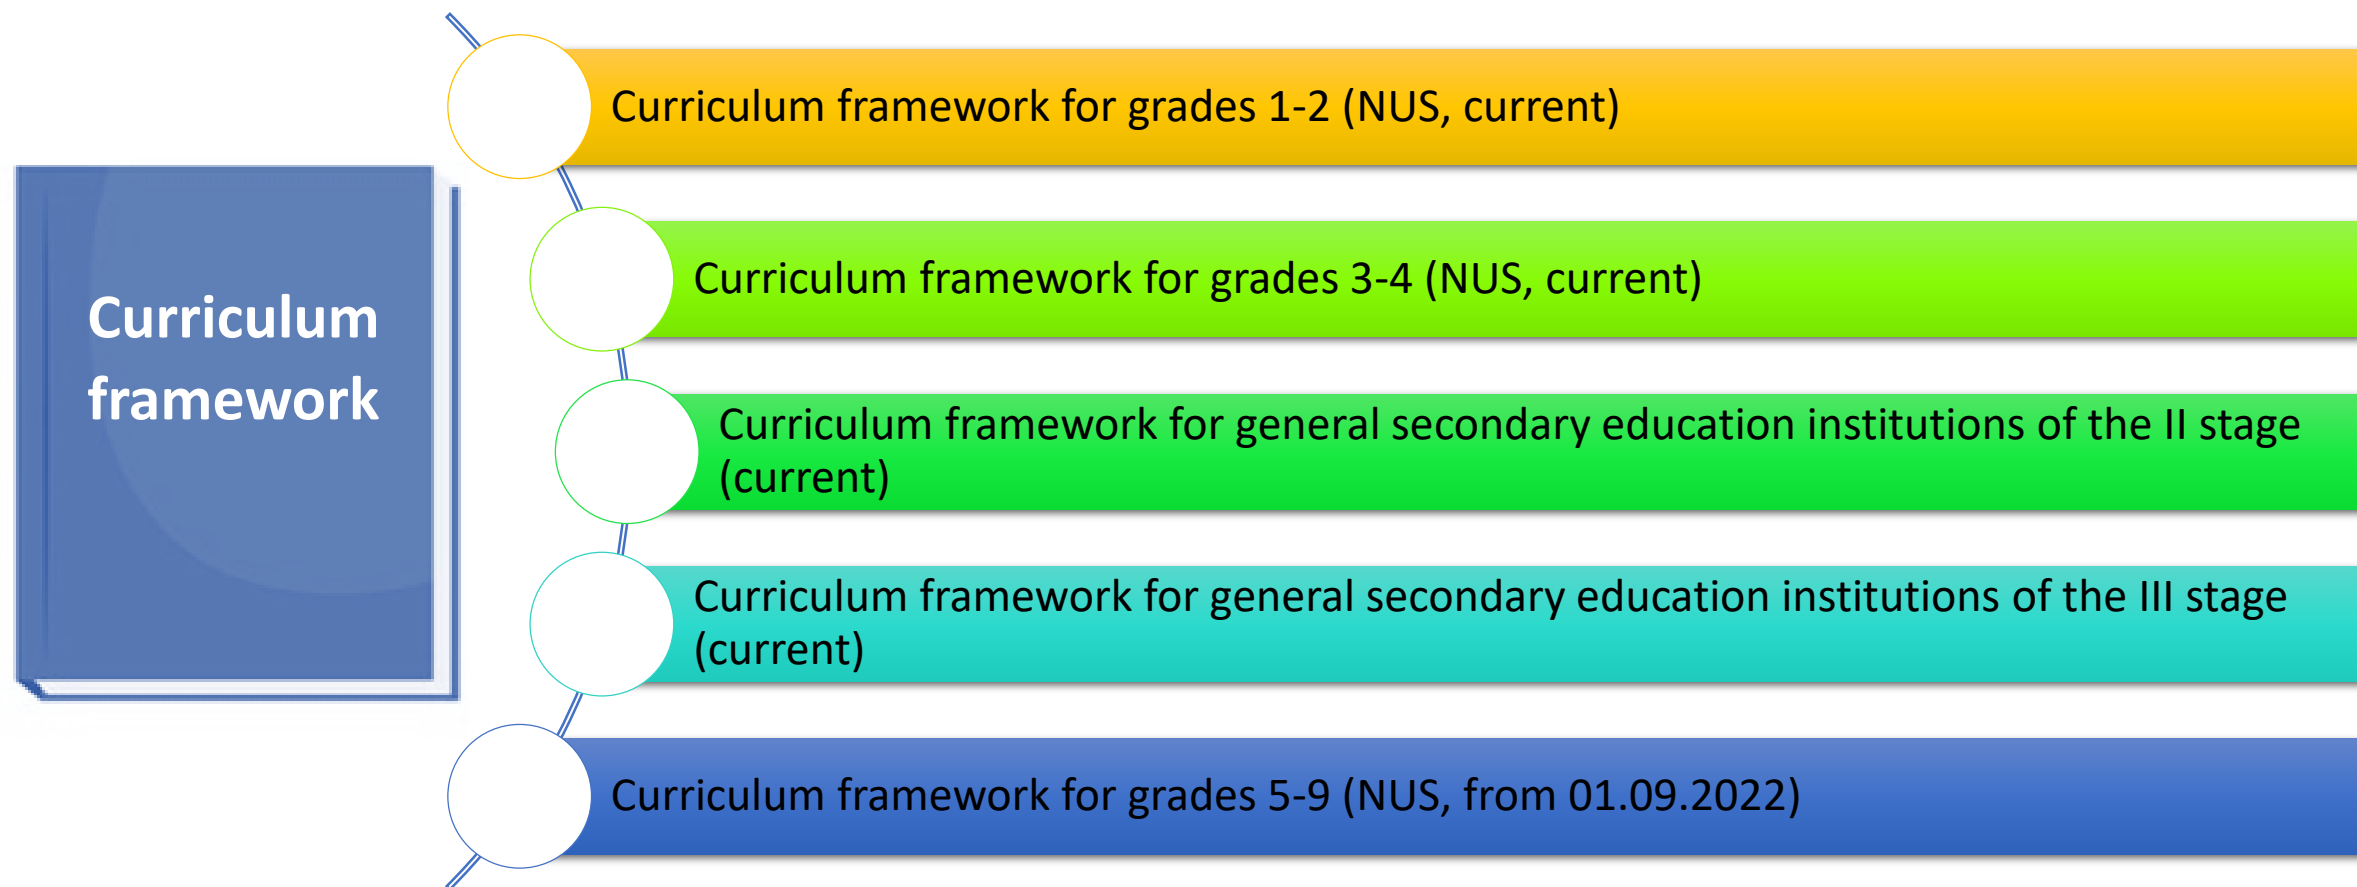 Curriculum
framework
Curriculum framework for grades 1-2 (NUS, current)
Curriculum framework for grades 3-4 (NUS, current)
Curriculum framework for general secondary education institutions of the II stage
(current)
Curriculum framework for general secondary education institutions of the III stage
(current)
Curriculum framework for grades 5-9 (NUS, from 01.09.2022)